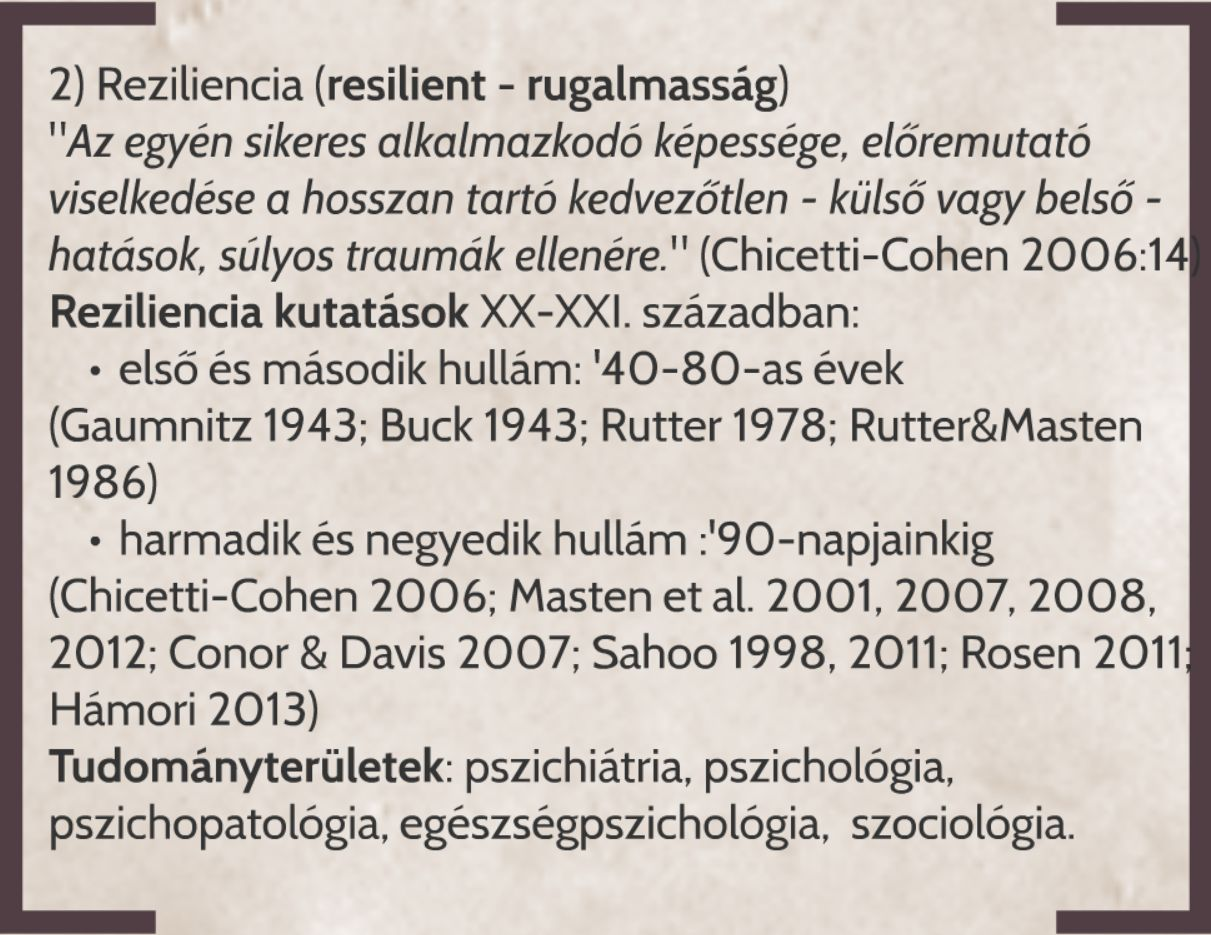 2) Reziliencia (resilient - rugalmasság)
"Az egyén sikeres alkalmazkodó képessége, előremutató
viselkedése a hosszan tartó kedvezőtlen - külső vagy belső -
hatások, súlyos traumák ellenére." (Chicetti-Cohen 2006:14)
Reziliencia kutatások XX-XXI. században:
• első és második hullám: '40-80-as évek
(Gaumnitz 1943; Buck 1943; Rutter 1978; Rutter&Masten
1986)
• harmadik és negyedik hullám :'90-napjainkig
(Chicetti-Cohen 2006; Masten et al. 2001, 2007, 2008,
2012; Conor & Davis 2007; Sahoo 1998, 2011; Rosen 2011;
Hámori 2013)
Tudományterületek: pszichiátria, pszichológia,
pszichopatológia, egészségpszichológia,  szociológia.